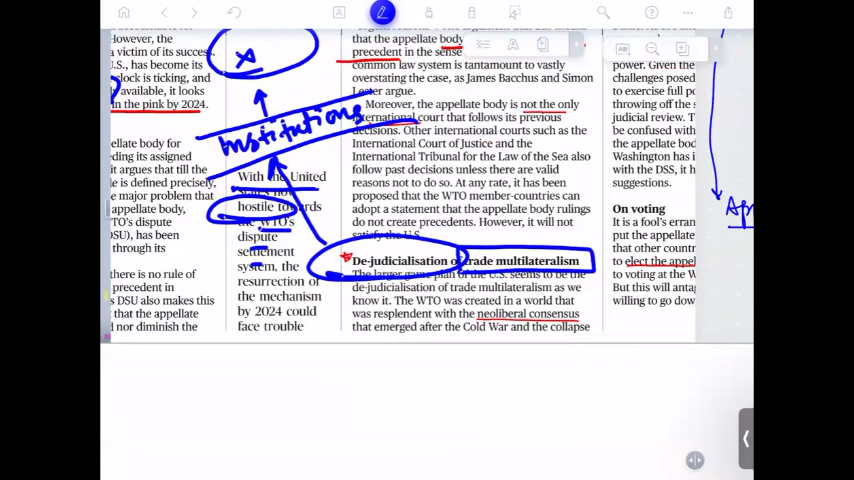 However, the
a victim of its success.
U.S., has become its
clock is ticking, and
available, it looks
in the pink by 2024.
ellate body for
eding its assigned
it argues that till the
le is defined precisely,
e major problem that
appellate body,
WTO's dispute
DSU), has been
through its
there is no rule of
precedent in
s DSU also makes this
that the appellate
d nor diminish the
Institutions
With the United
States now
hostile towards
the WTO's
dispute
settlement
system, the
resurrection of
the mechanism
by 2024 could
face trouble
that the appellate body
precedent in the sense
common law system is tantamount to vastly
overstating the case, as James Bacchus and Simon
Lester argue.
Moreover, the appellate body is not the only
international court that follows its previous
decisions. Other international courts such as the
International Court of Justice and the
International Tribunal for the Law of the Sea also
follow past decisions unless there are valid
reasons not to do so. At any rate, it has been
proposed that the WTO member-countries can
adopt a statement that the appellate body rulings
do not create precedents. However, it will not
satisfy the U.S.
De-judicialisation of trade multilateralism
The larger game plan of the U.S. seems to be the
de-judicialisation of trade multilateralism as we
know it. The WTO was created in a world that
was resplendent with the neoliberal consensus
that emerged after the Cold War and the collapse
power. Given the
challenges posed
to exercise full po
throwing off the s
judicial review. T
be confused with
Washington has i
with the DSS, it h
suggestions.
On voting
It is a fool's erran
put the appellate
that other countr
to elect the appel
to voting at the W
But this will antag
willing to go dow